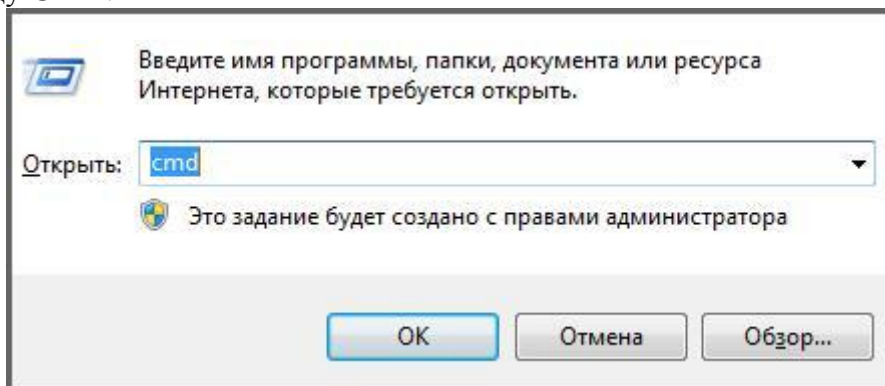 Введите имя программы, папки, документа или ресурса
Интернета, которые требуется открыть.
Открыть: cmd
Это задание будет создано с правами администратора
OK Отмена Обзор...